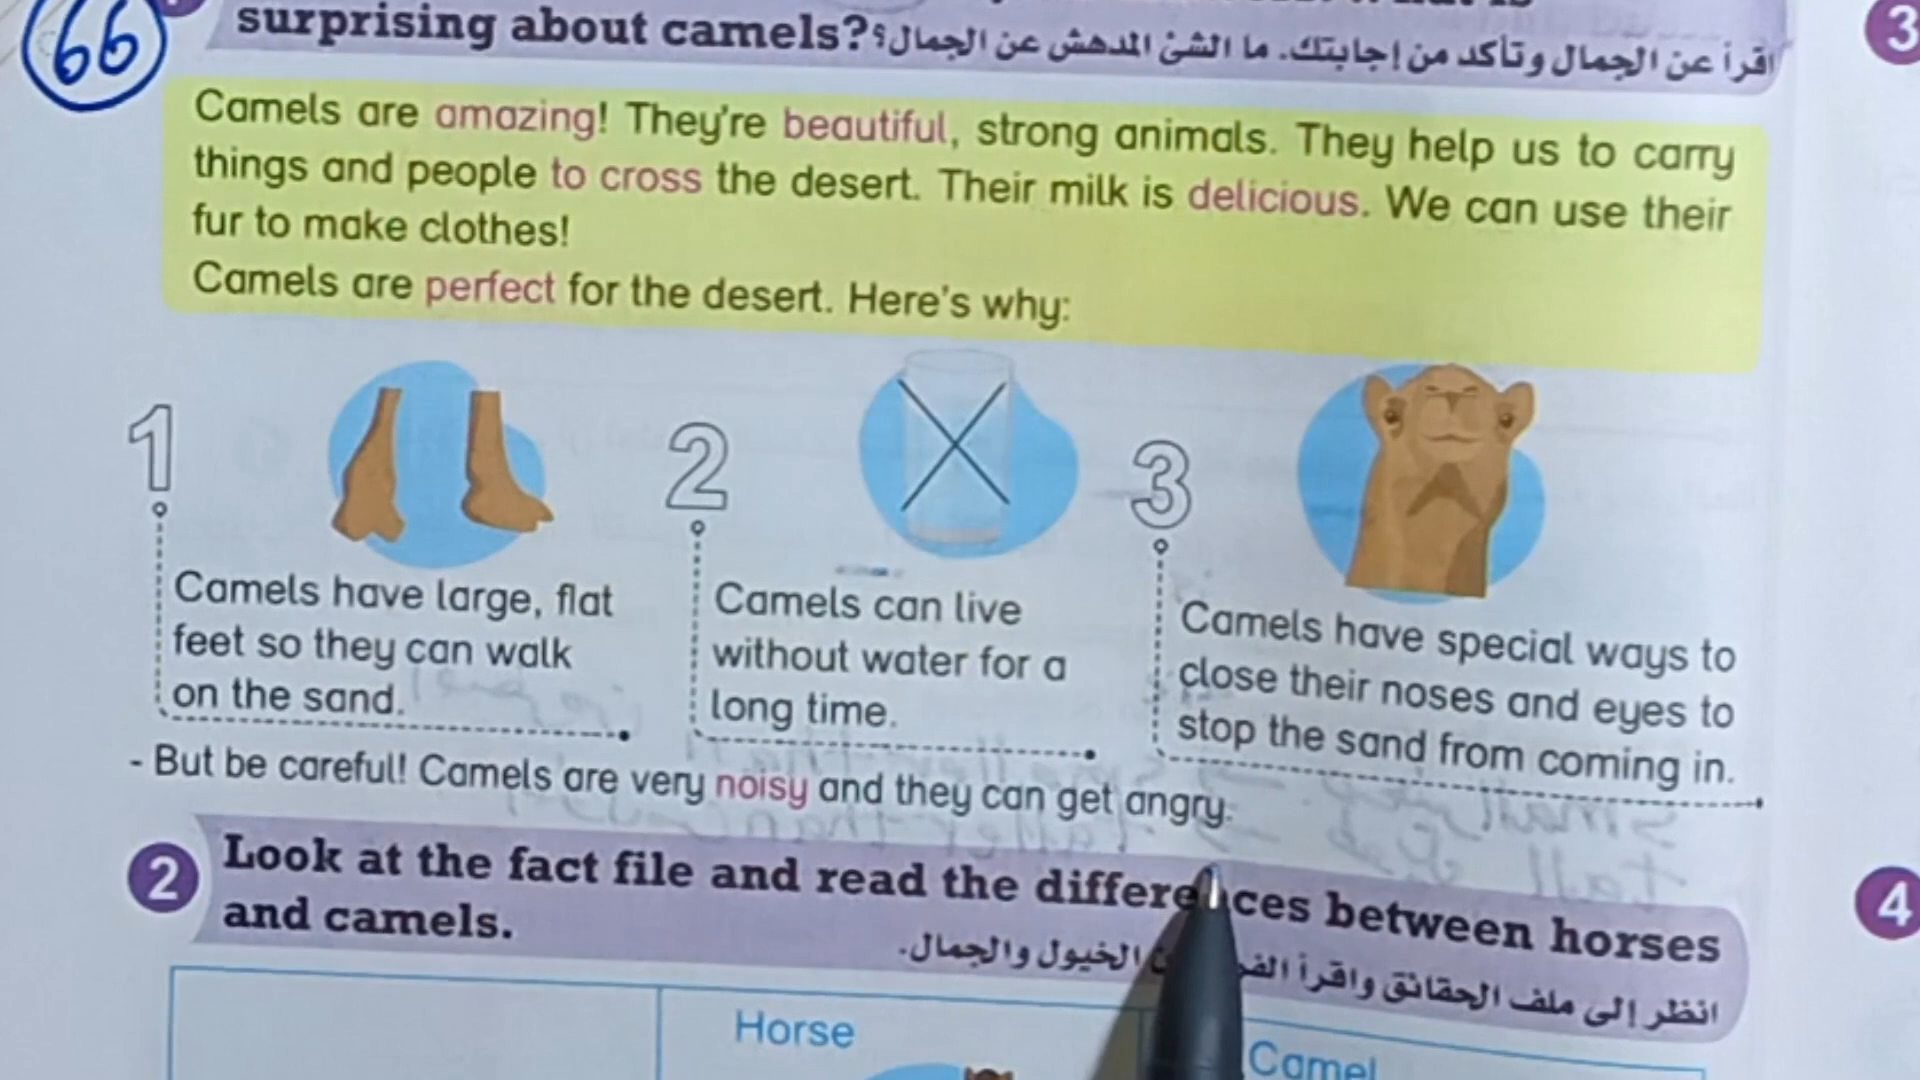 66
surprising about camels?
اقرأ عن الجمال وتأكد من إجابتك. ما الشئ المدهش عن الجمال؟
3
Camels are amazing! They're beautiful, strong animals. They help us to carry
things and people to cross the desert. Their milk is delicious. We can use their
fur to make clothes!
Camels are perfect for the desert. Here's why:
1
Camels have large, flat
feet so they can walk
on the sand.
2
Camels can live
without water for a
long time.
3
Camels have special ways to
close their noses and eyes to
stop the sand from coming in.
- But be careful! Camels are very noisy and they can get angry.
2 Look at the fact file and read the differences between horses
and camels.
انظر إلى ملف الحقائق واقرأ الخيول والجمال.
4
Horse
Camel